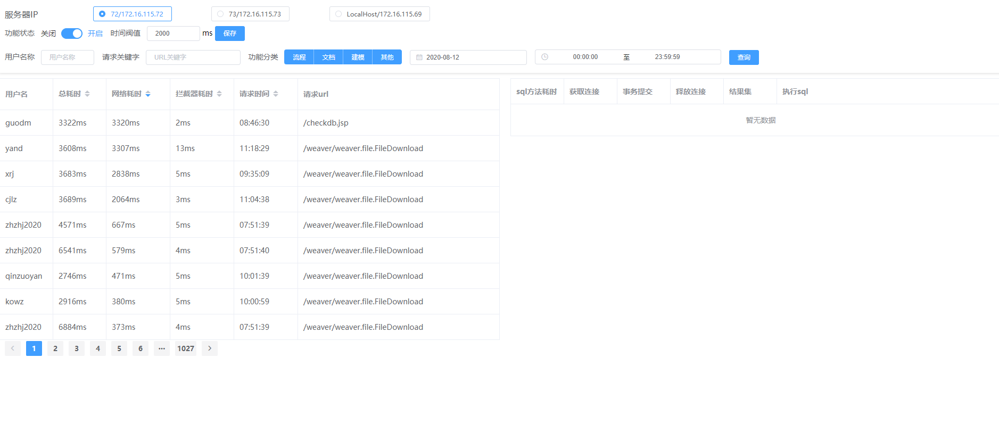 服务器IP 72/172.16.115.72 73/172.16.115.73 LocalHost/172.16.115.69
功能状态 关闭 开启 时间阀值 2000 ms 保存
用户名称 用户名称 请求关键字 URL关键字 功能分类 流程 文档 建模 其他 2020-08-12 00:00:00 至 23:59:59 查询
用户名 总耗时 网络耗时 拦截器耗时 请求时间 请求url
guodm 3322ms 3320ms 2ms 08:46:30 /checkdb.jsp
yand 3608ms 3307ms 13ms 11:18:29 /weaver/weaver.file.FileDownload
xrj 3683ms 2838ms 5ms 09:35:09 /weaver/weaver.file.FileDownload
cjlz 3689ms 2064ms 3ms 11:04:38 /weaver/weaver.file.FileDownload
zhzhj2020 4571ms 667ms 5ms 07:51:39 /weaver/weaver.file.FileDownload
zhzhj2020 6541ms 579ms 4ms 07:51:40 /weaver/weaver.file.FileDownload
qinzuoyan 2746ms 471ms 5ms 10:01:39 /weaver/weaver.file.FileDownload
kowz 2916ms 380ms 5ms 10:00:59 /weaver/weaver.file.FileDownload
zhzhj2020 6884ms 373ms 4ms 07:51:39 /weaver/weaver.file.FileDownload
1 2 3 4 5 6 ··· 1027
sql方法耗时 获取连接 事务提交 释放连接 结果集 执行sql
暂无数据